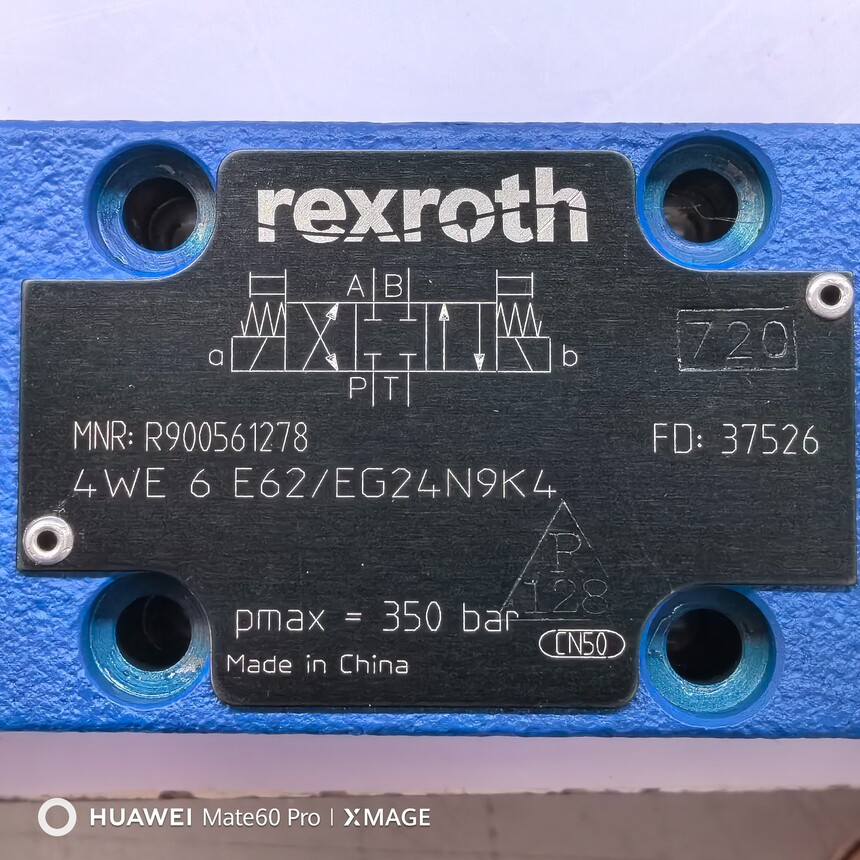 rexroth
A B
a b
720
P T
MNR: R900561278
FD: 37526
4WE 6 E62/EG24N9K4
P
128
pmax = 350 bar
CN50
Made in China
HUAWEI Mate60 Pro | XMAGE